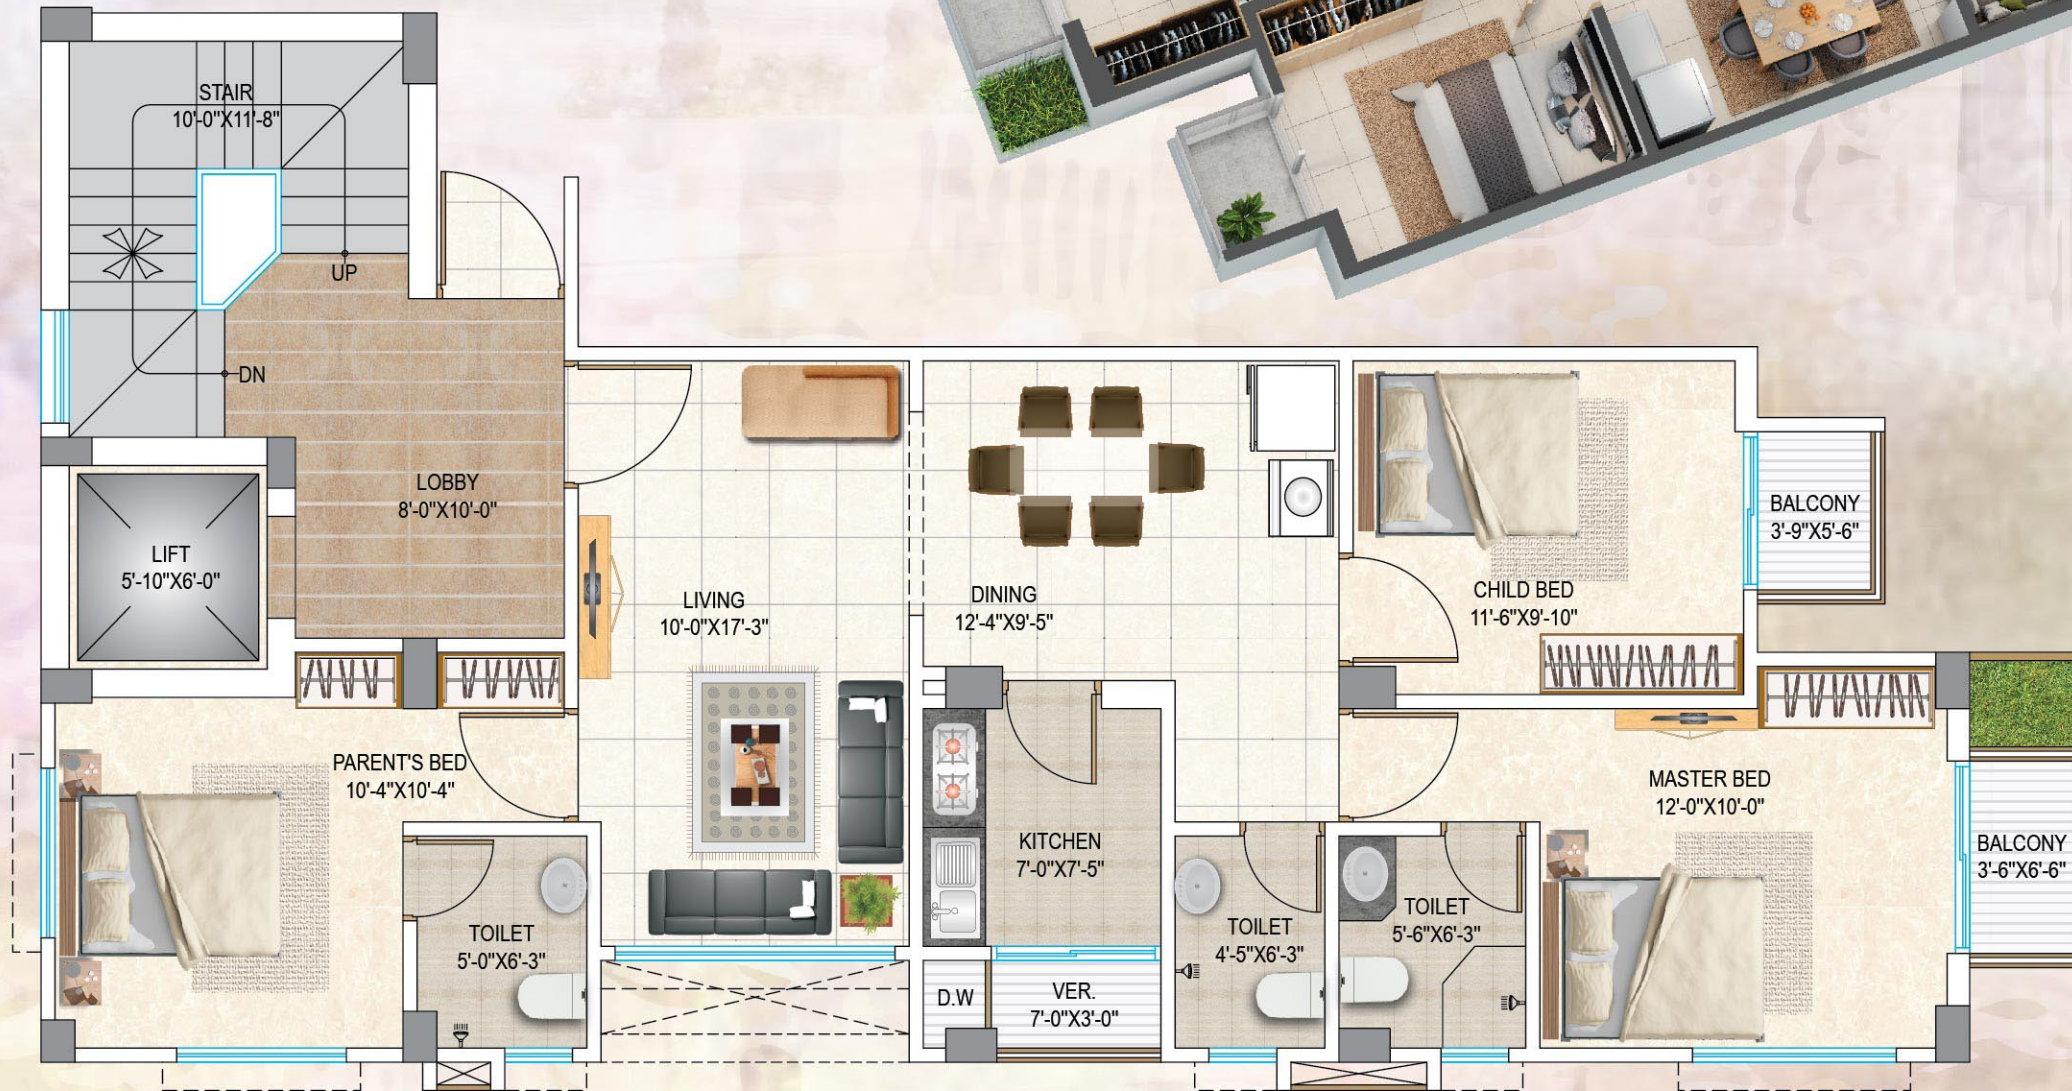 STAIR
10'-0"X11'-8"
UP
DN
LOBBY
8'-0"X10'-0"
LIFT
5'-10"X6'-0"
LIVING
10'-0"X17'-3"
DINING
12'-4"X9'-5"
CHILD BED
11'-6"X9'-10"
BALCONY
3'-9"X5'-6"
PARENT'S BED
10'-4"X10'-4"
MASTER BED
12'-0"X10'-0"
BALCONY
3'-6"X6'-6"
KITCHEN
7'-0"X7'-5"
TOILET
5'-0"X6'-3"
TOILET
4'-5"X6'-3"
TOILET
5'-6"X6'-3"
D.W
VER.
7'-0"X3'-0"